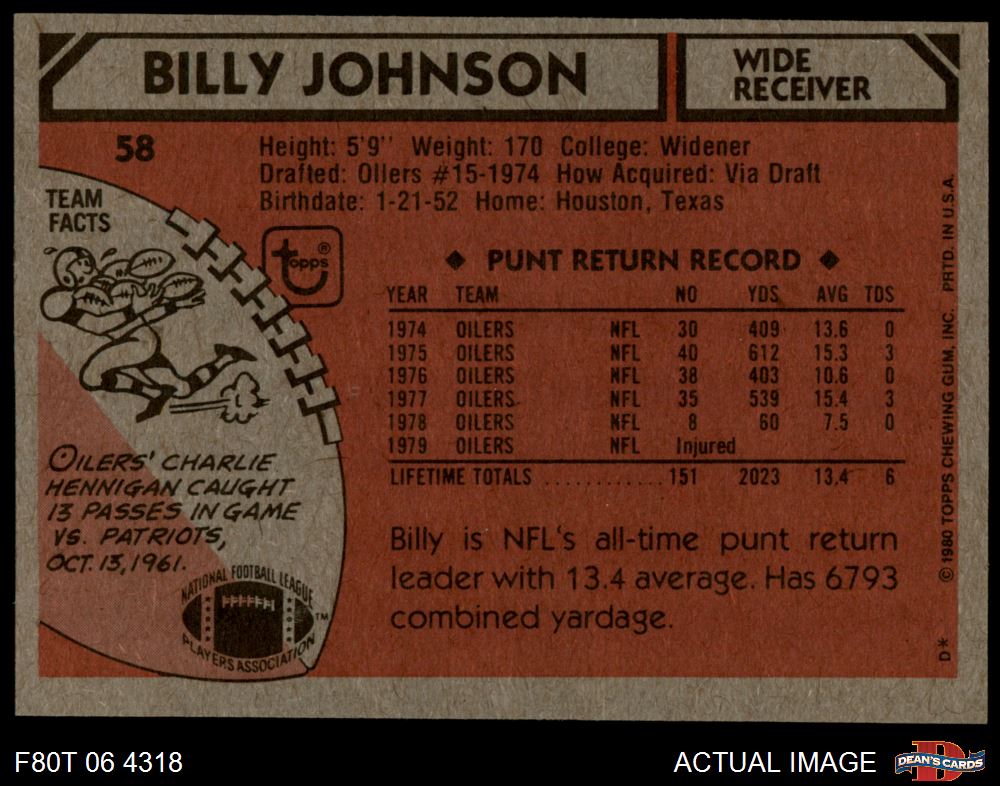 BILLY JOHNSON
WIDE
RECEIVER
58
Height: 5'9'' Weight: 170 College: Widener
Drafted: Oilers #15-1974 How Acquired: Via Draft
Birthdate: 1-21-52 Home: Houston, Texas
TEAM
FACTS
topps®
◆ PUNT RETURN RECORD ◆
YEAR TEAM NO YDS AVG TDS
1974 OILERS NFL 30 409 13.6 0
1975 OILERS NFL 40 612 15.3 3
1976 OILERS NFL 38 403 10.6 0
1977 OILERS NFL 35 539 15.4 3
1978 OILERS NFL 8 60 7.5 0
1979 OILERS NFL Injured
LIFETIME TOTALS ............ 151 2023 13.4 6
OILERS' CHARLIE
HENNIGAN CAUGHT
13 PASSES IN GAME
VS. PATRIOTS,
OCT. 13, 1961.
NATIONAL FOOTBALL LEAGUE
PLAYERS ASSOCIATION
TM
Billy is NFL's all-time punt return
leader with 13.4 average. Has 6793
combined yardage.
D* © 1980 TOPPS CHEWING GUM, INC. PRTD. IN U.S.A.
F80T 06 4318
ACTUAL IMAGE
D
DEAN'S CARDS